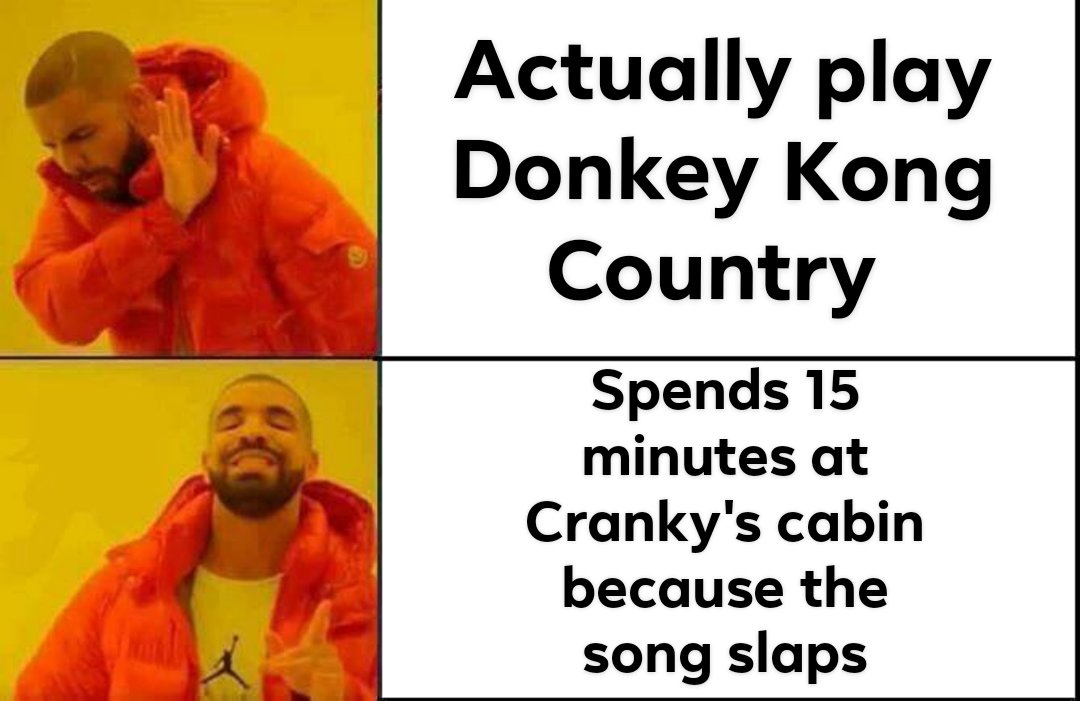 Actually play
Donkey Kong
Country
Spends 15
minutes at
Cranky's cabin
because the
song slaps